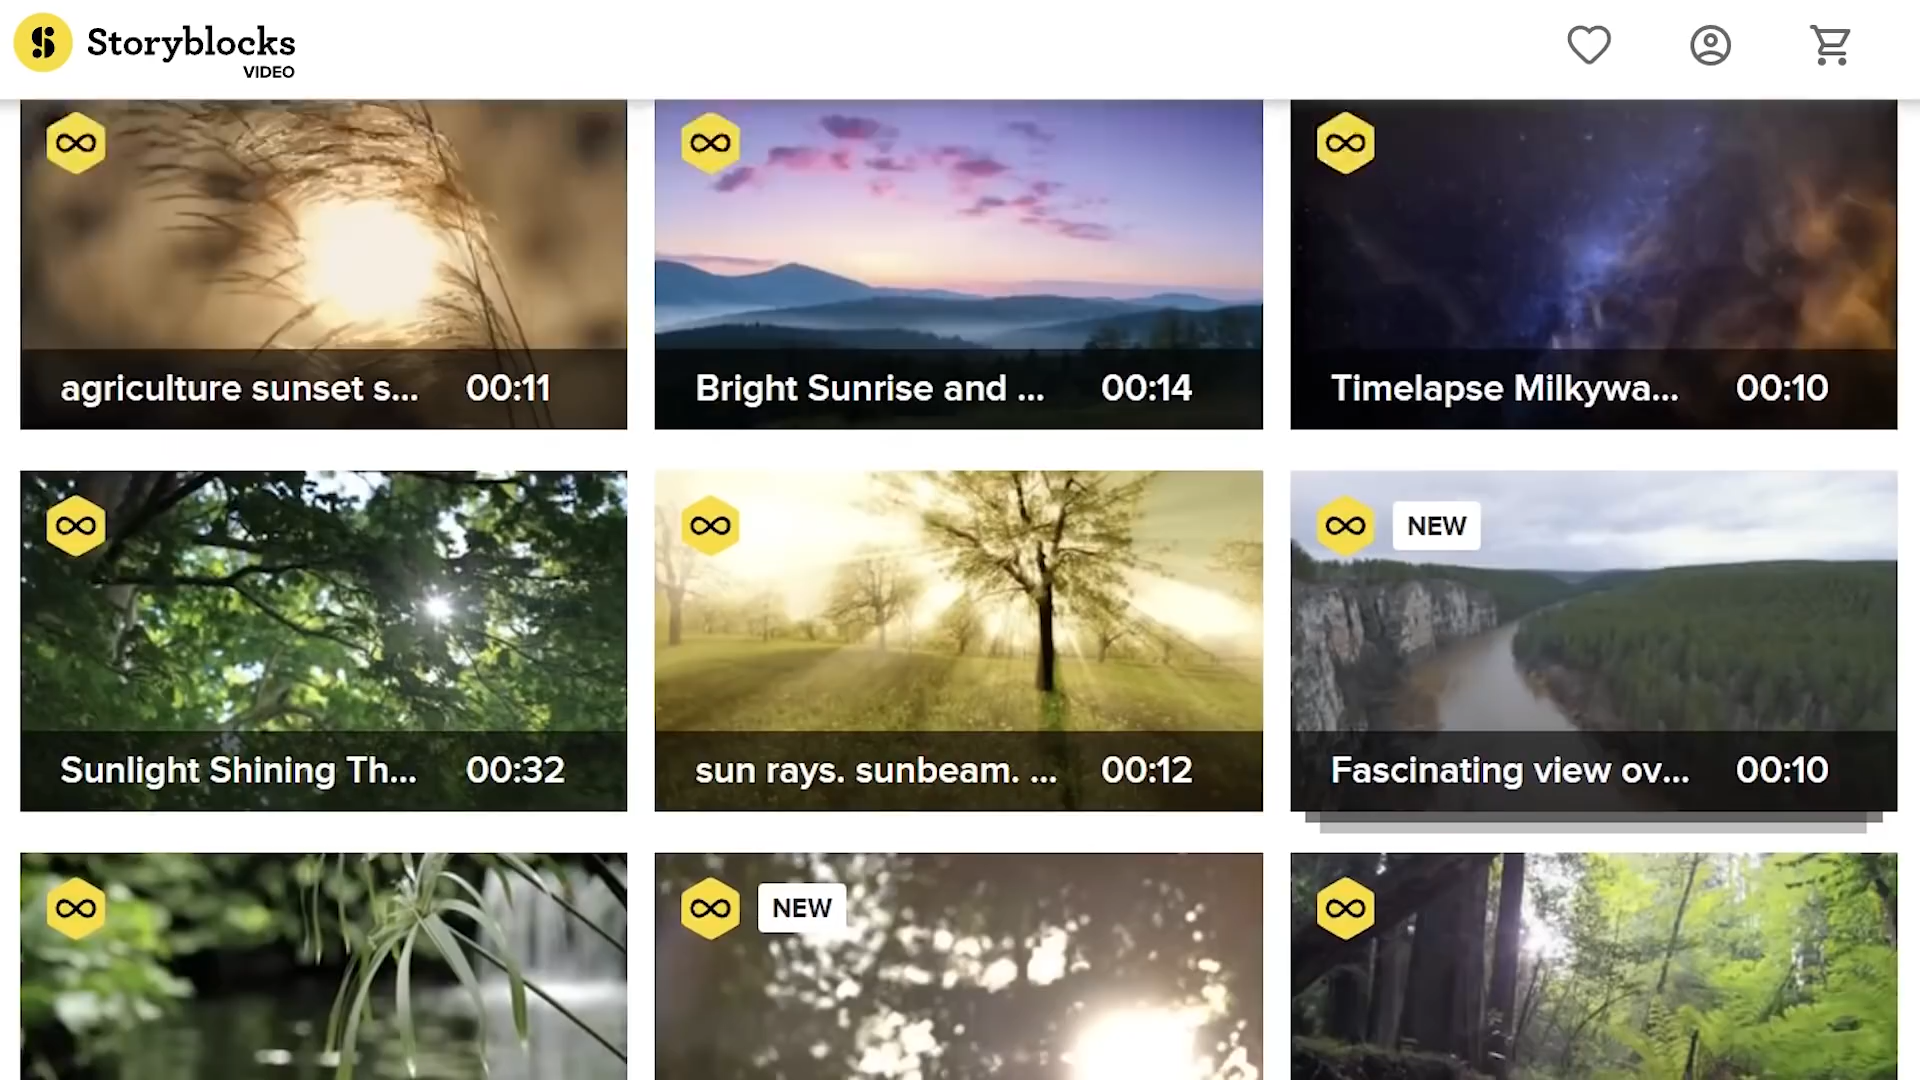 Storyblocks
VIDEO
agriculture sunset s... 00:11
Bright Sunrise and ... 00:14
Timelapse Milkywa... 00:10
NEW
Sunlight Shining Th... 00:32
sun rays. sunbeam. ... 00:12
Fascinating view ov... 00:10
NEW